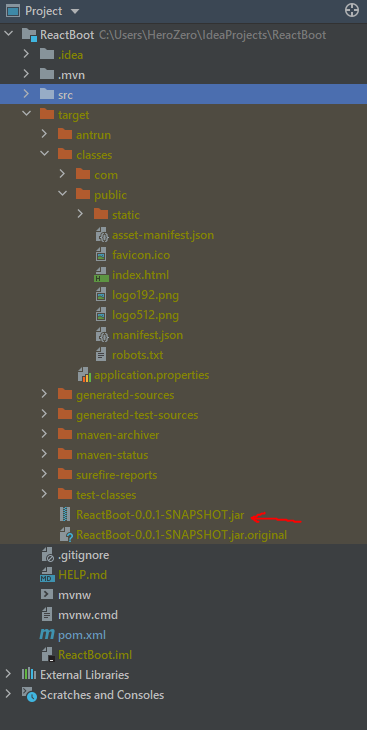 Project
ReactBoot C:\Users\HeroZero\IdeaProjects\ReactBoot
.idea
.mvn
src
target
antrun
classes
com
public
static
asset-manifest.json
favicon.ico
index.html
logo192.png
logo512.png
manifest.json
robots.txt
application.properties
generated-sources
generated-test-sources
maven-archiver
maven-status
surefire-reports
test-classes
ReactBoot-0.0.1-SNAPSHOT.jar
ReactBoot-0.0.1-SNAPSHOT.jar.original
.gitignore
HELP.md
mvnw
mvnw.cmd
pom.xml
ReactBoot.iml
External Libraries
Scratches and Consoles